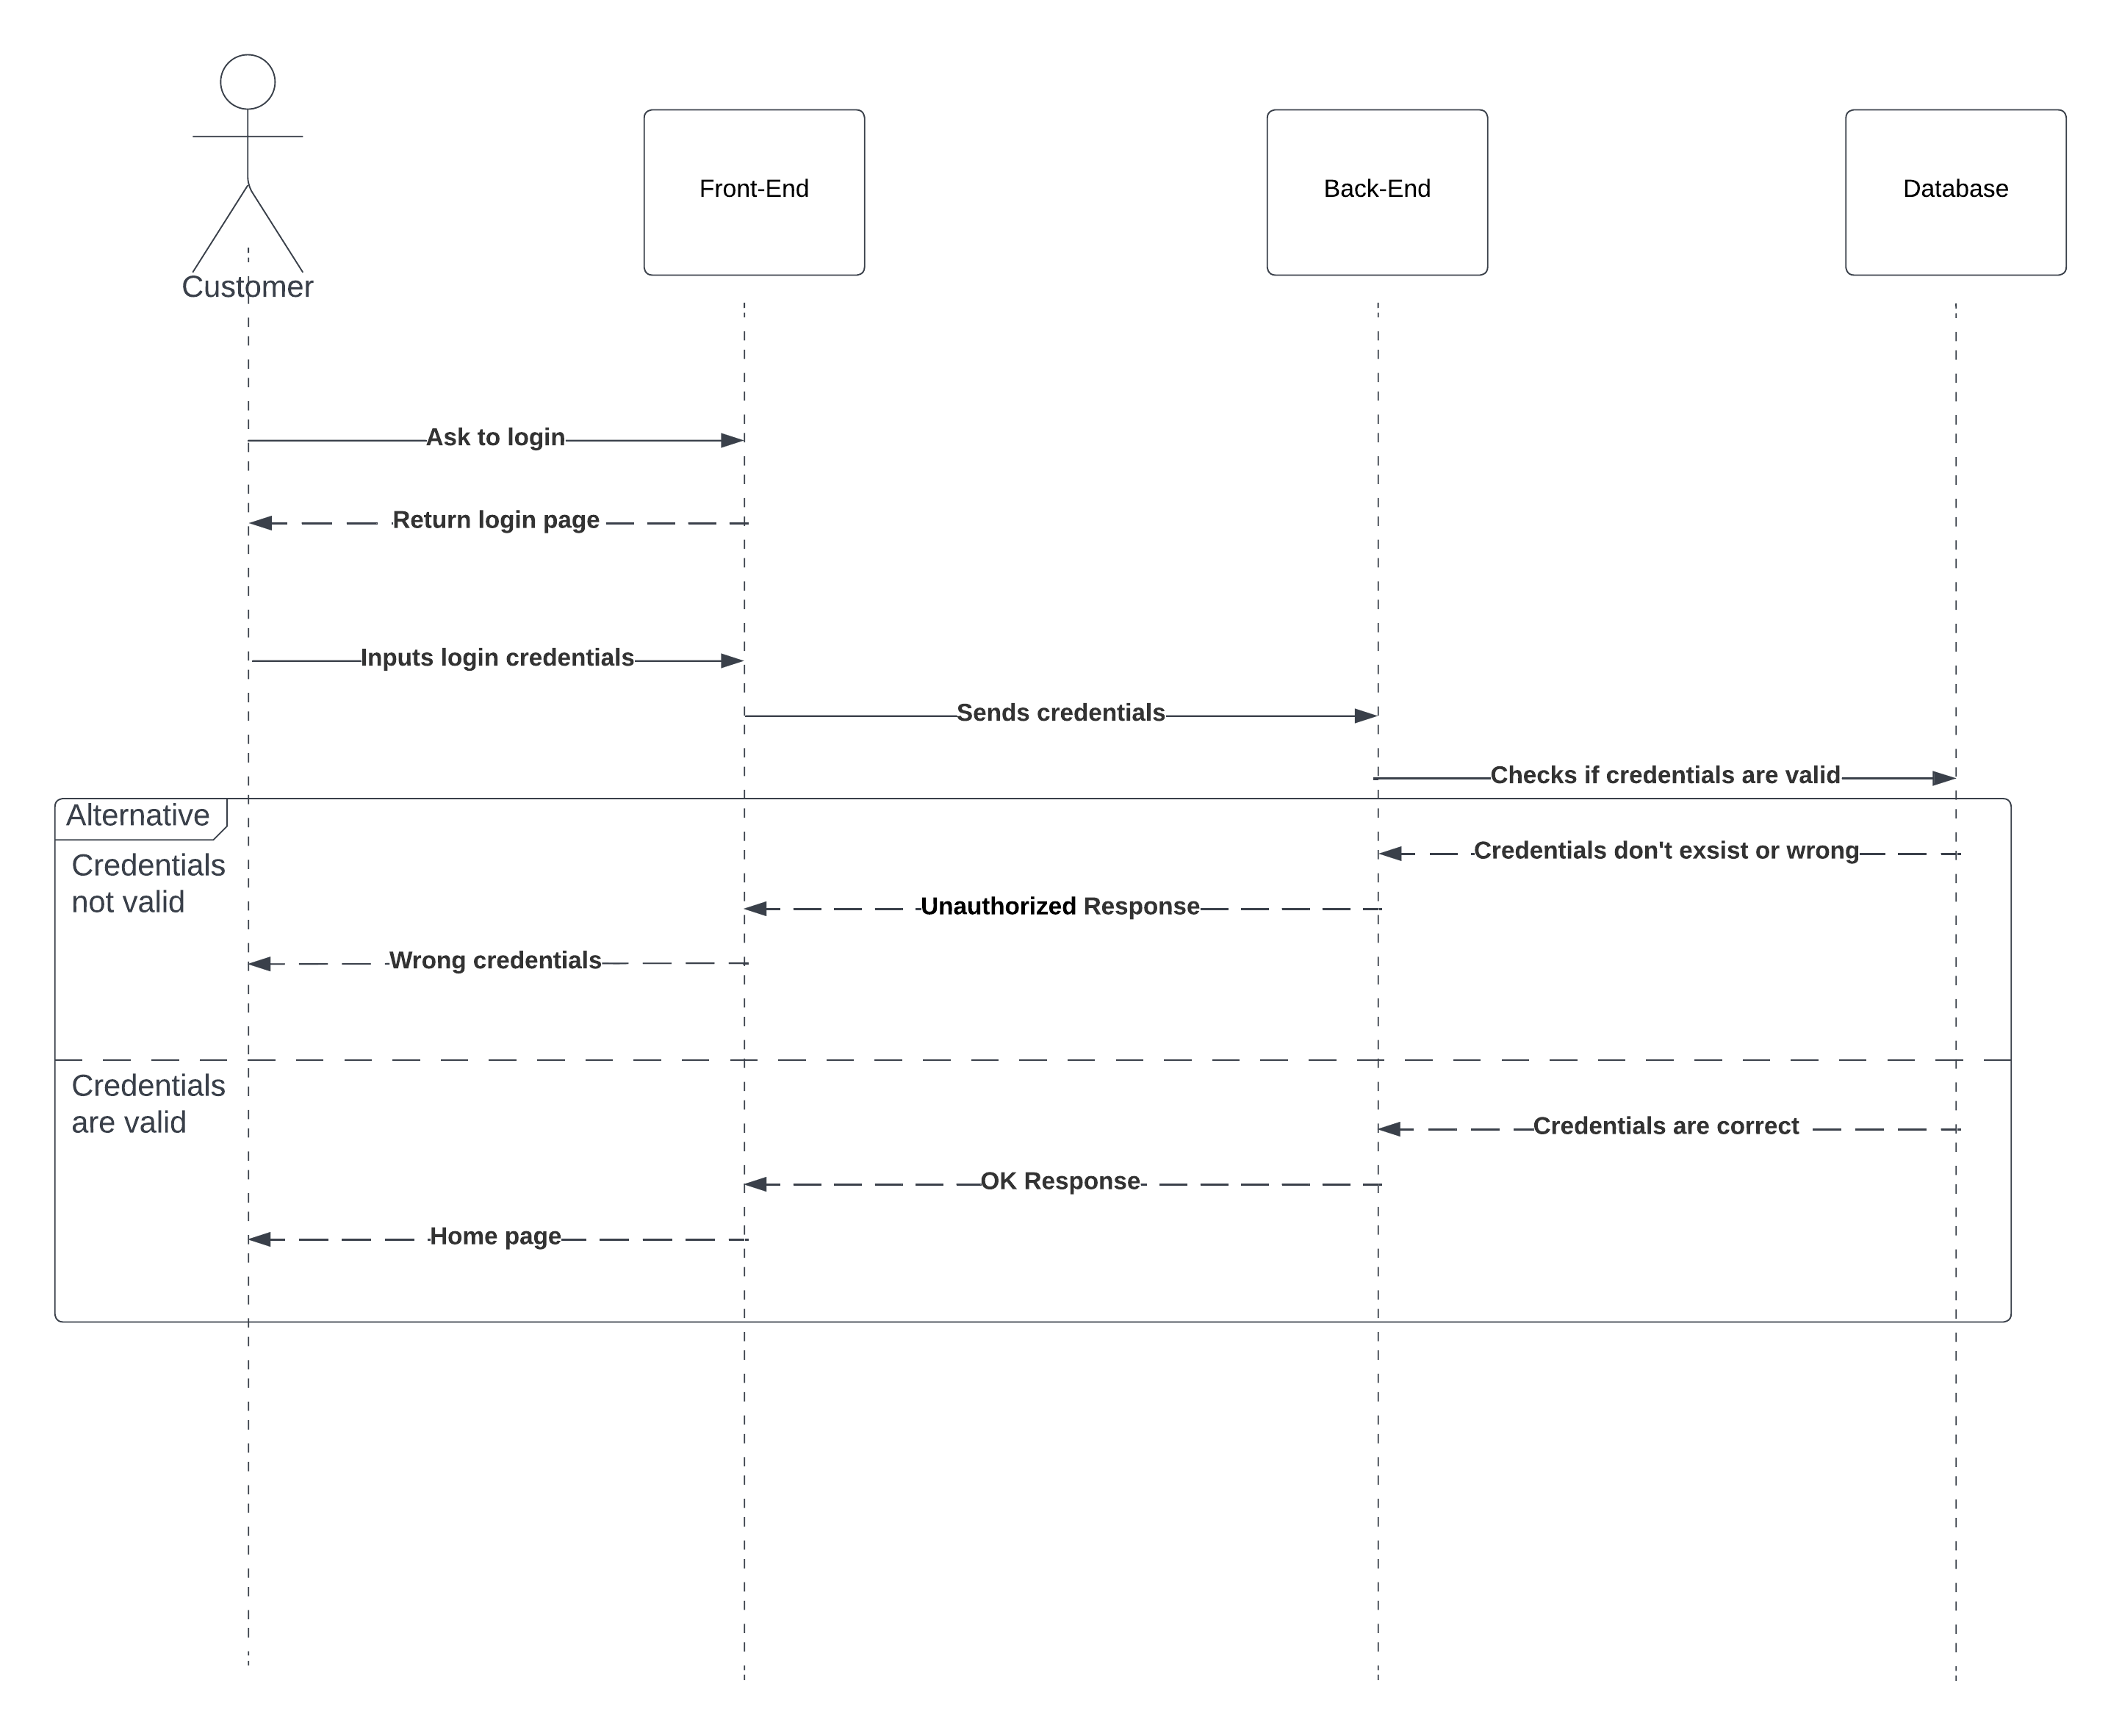 Customer
Front-End
Back-End
Database
Ask to login
Return login page
Inputs login credentials
Sends credentials
Checks if credentials are valid
Alternative
Credentials
not valid
Credentials don't exsist or wrong
Unauthorized Response
Wrong credentials
Credentials
are valid
Credentials are correct
OK Response
Home page